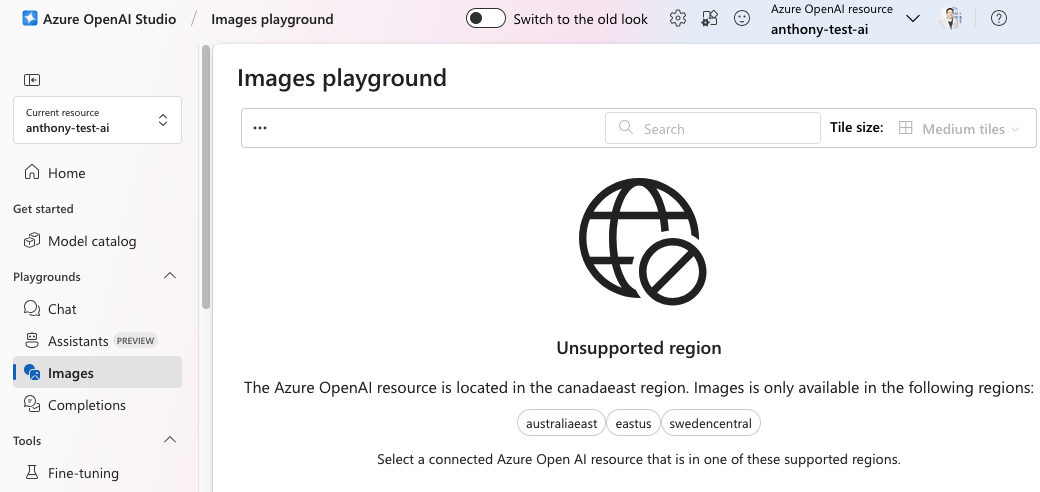 Azure OpenAI Studio / Images playground
Switch to the old look
Azure OpenAI resource
anthony-test-ai
Current resource
anthony-test-ai
Home
Get started
Model catalog
Playgrounds
Chat
Assistants PREVIEW
Images
Completions
Tools
Fine-tuning
Images playground
Search
Tile size: Medium tiles
Unsupported region
The Azure OpenAI resource is located in the canadaeast region. Images is only available in the following regions:
australiaeast eastus swedencentral
Select a connected Azure Open AI resource that is in one of these supported regions.